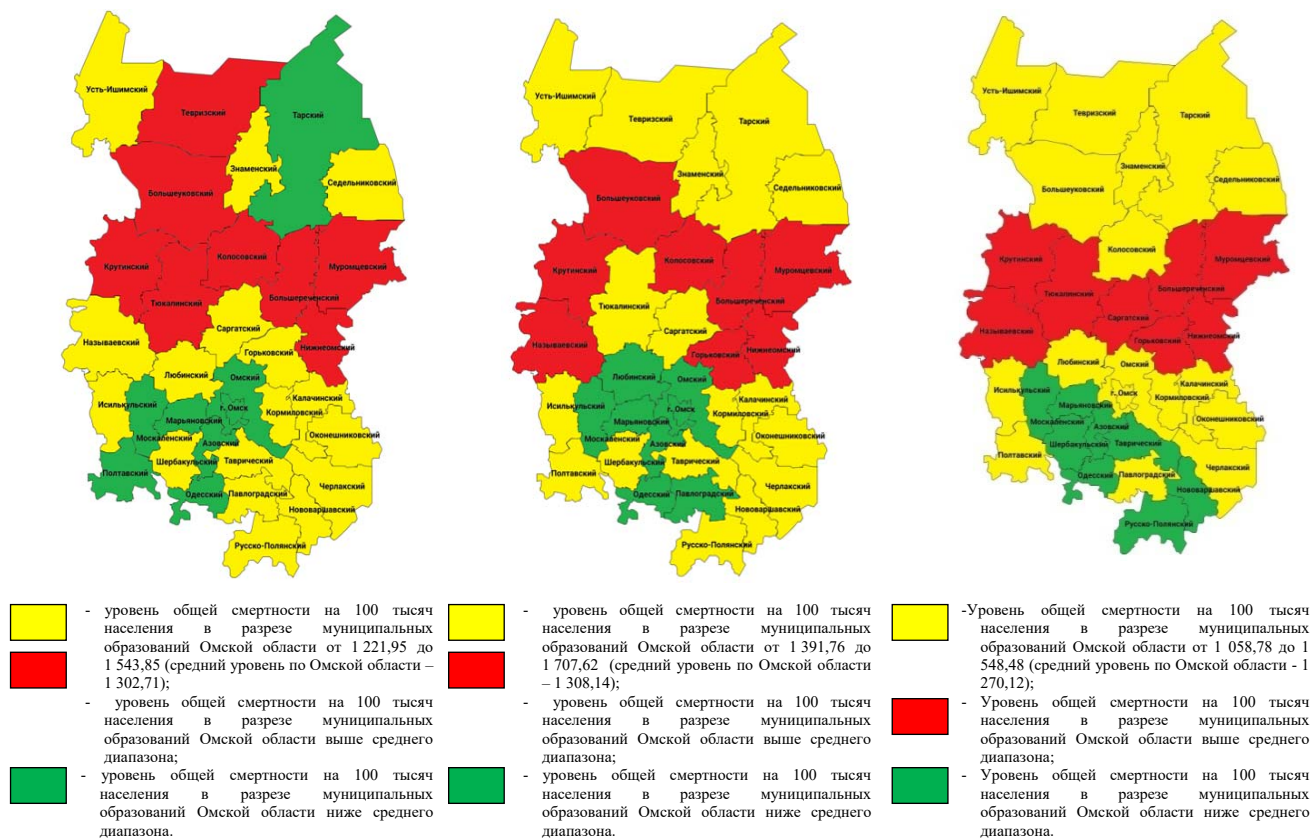 Усть-Ишимский
Тевризский
Тарский
Знаменский
Седельниковский
Большеуковский
Крутинский
Колосовский
Муромцевский
Тюкалинский
Большереченский
Называевский
Саргатский
Горьковский
Нижнеомский
Любинский
Омский
Исилькульский
Марьяновский
г. Омск
Калачинский
Кормиловский
Москаленский
Азовский
Оконешниковский
Полтавский
Шербакульский
Таврический
Черлакский
Одесский
Павлоградский
Нововаршавский
Русско-Полянский
- уровень общей смертности на 100 тысяч
населения в разрезе муниципальных
образований Омской области от 1 221,95 до
1 543,85 (средний уровень по Омской области –
1 302,71);
- уровень общей смертности на 100 тысяч
населения в разрезе муниципальных
образований Омской области выше среднего
диапазона;
- уровень общей смертности на 100 тысяч
населения в разрезе муниципальных
образований Омской области ниже среднего
диапазона.
Усть-Ишимский
Тевризский
Тарский
Знаменский
Седельниковский
Большеуковский
Крутинский
Колосовский
Муромцевский
Тюкалинский
Большереченский
Называевский
Саргатский
Горьковский
Нижнеомский
Любинский
Омский
Исилькульский
Марьяновский
г. Омск
Калачинский
Кормиловский
Москаленский
Азовский
Оконешниковский
Полтавский
Шербакульский
Таврический
Черлакский
Одесский
Павлоградский
Нововаршавский
Русско-Полянский
- уровень общей смертности на 100 тысяч
населения в разрезе муниципальных
образований Омской области от 1 391,76 до
1 707,62 (средний уровень по Омской области
– 1 308,14);
- уровень общей смертности на 100 тысяч
населения в разрезе муниципальных
образований Омской области выше среднего
диапазона;
- уровень общей смертности на 100 тысяч
населения в разрезе муниципальных
образований Омской области ниже среднего
диапазона.
Усть-Ишимский
Тевризский
Тарский
Знаменский
Седельниковский
Большеуковский
Колосовский
Крутинский
Муромцевский
Тюкалинский
Большереченский
Называевский
Саргатский
Горьковский
Нижнеомский
Любинский
Омский
Исилькульский
Марьяновский
г. Омск
Калачинский
Кормиловский
Москаленский
Азовский
Оконешниковский
Полтавский
Шербакульский
Таврический
Черлакский
Одесский
Павлоградский
Нововаршавский
Русско-Полянский
-Уровень общей смертности на 100 тысяч
населения в разрезе муниципальных
образований Омской области от 1 058,78 до 1
548,48 (средний уровень по Омской области - 1
270,12);
- Уровень общей смертности на 100 тысяч
населения в разрезе муниципальных
образований Омской области выше среднего
диапазона;
- Уровень общей смертности на 100 тысяч
населения в разрезе муниципальных
образований Омской области ниже среднего
диапазона.